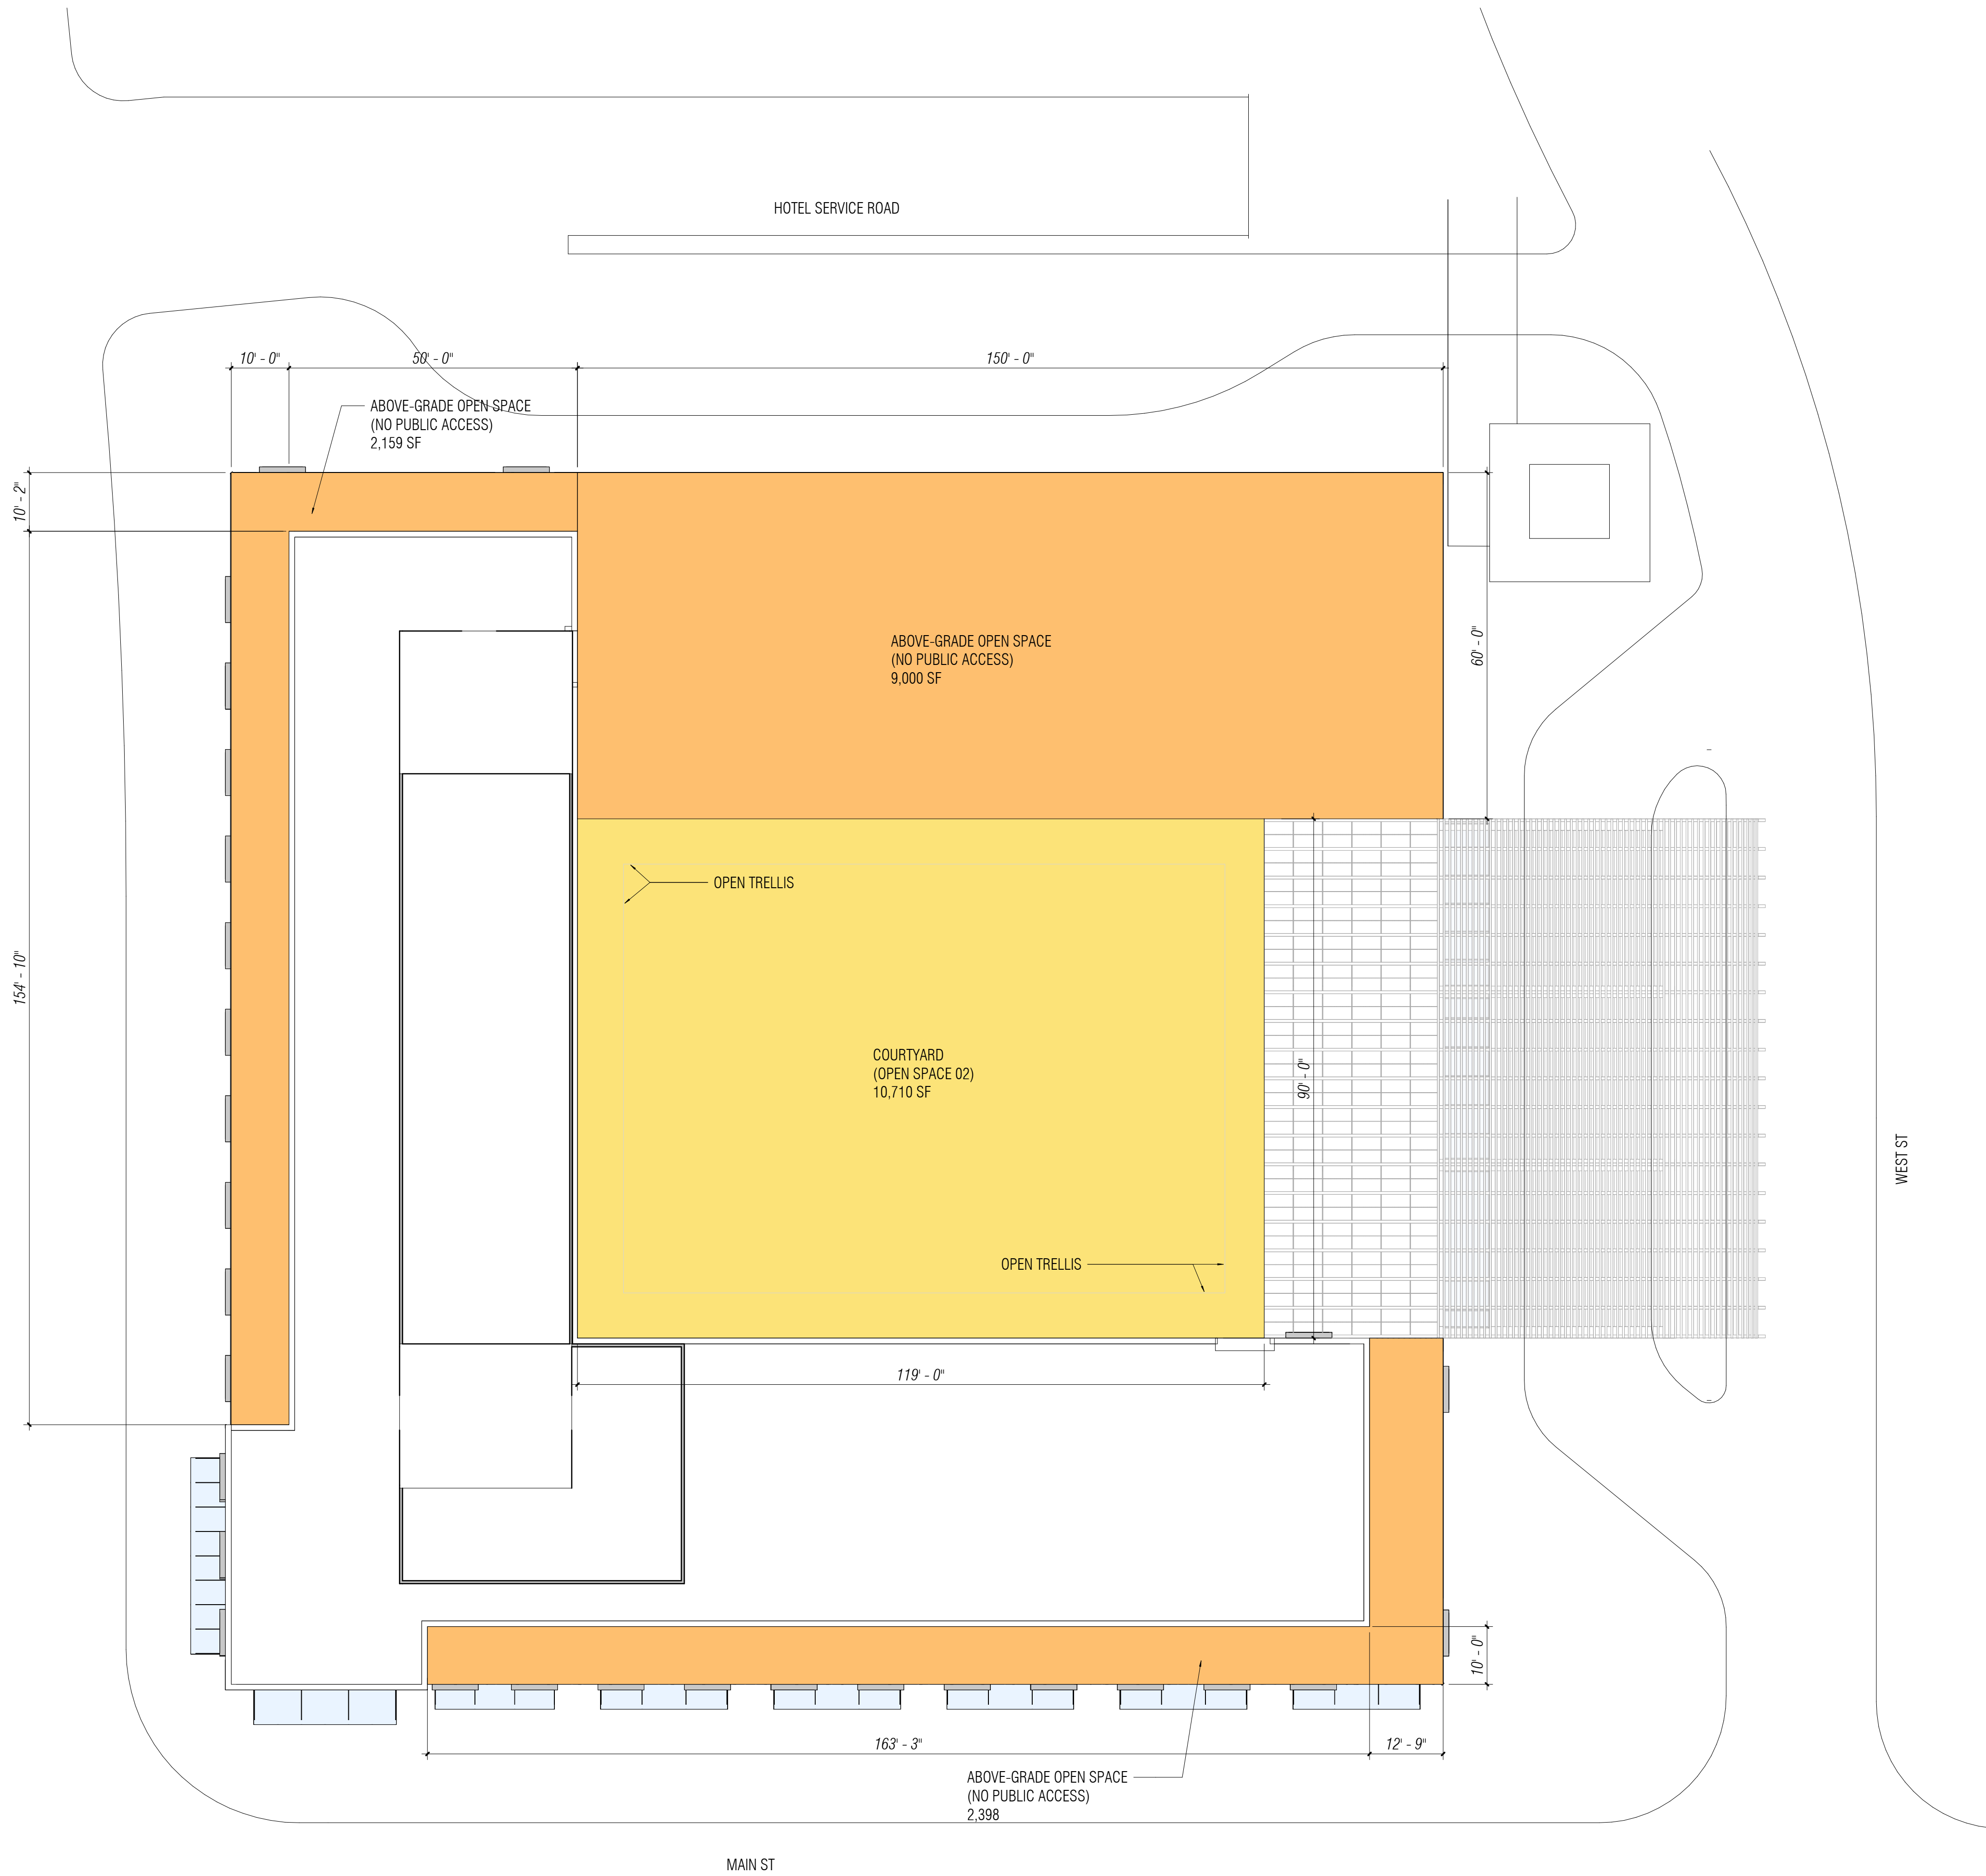 HOTEL SERVICE ROAD
10' - 0"
50' - 0"
150' - 0"
ABOVE-GRADE OPEN SPACE
(NO PUBLIC ACCESS)
2,159 SF
10' - 2"
60' - 0"
ABOVE-GRADE OPEN SPACE
(NO PUBLIC ACCESS)
9,000 SF
OPEN TRELLIS
154' - 10"
COURTYARD
(OPEN SPACE 02)
10,710 SF
90' - 0"
WEST ST
OPEN TRELLIS
119' - 0"
10' - 0"
163' - 3"
12' - 9"
ABOVE-GRADE OPEN SPACE
(NO PUBLIC ACCESS)
2,398
MAIN ST